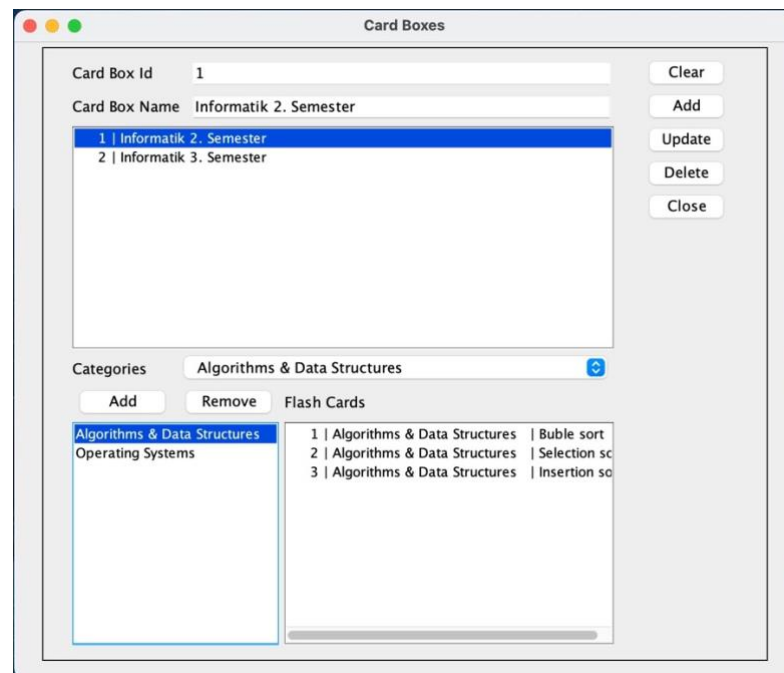 Card Boxes
Card Box Id 1 Clear
Card Box Name Informatik 2. Semester Add
1 | Informatik 2. Semester Update
2 | Informatik 3. Semester
Delete
Close
Categories Algorithms & Data Structures
Add Remove Flash Cards
Algorithms & Data Structures 1 | Algorithms & Data Structures | Buble sort
Operating Systems 2 | Algorithms & Data Structures | Selection
3 | Algorithms & Data Structures | Insertion